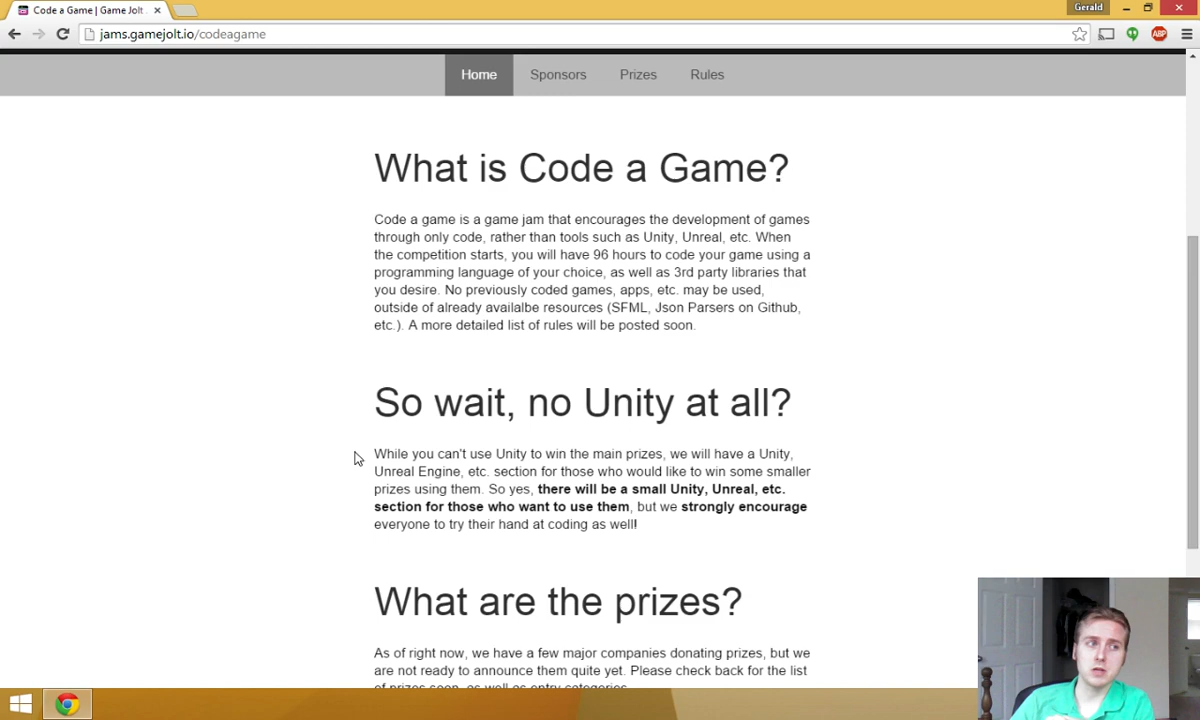 Code a Game | Game Jolt
Gerald
jams.gamejolt.io/codeagame
ABP
Home Sponsors Prizes Rules
What is Code a Game?
Code a game is a game jam that encourages the development of games
through only code, rather than tools such as Unity, Unreal, etc. When
the competition starts, you will have 96 hours to code your game using a
programming language of your choice, as well as 3rd party libraries that
you desire. No previously coded games, apps, etc. may be used,
outside of already availalbe resources (SFML, Json Parsers on Github,
etc.). A more detailed list of rules will be posted soon.
So wait, no Unity at all?
While you can't use Unity to win the main prizes, we will have a Unity,
Unreal Engine, etc. section for those who would like to win some smaller
prizes using them. So yes, there will be a small Unity, Unreal, etc.
section for those who want to use them, but we strongly encourage
everyone to try their hand at coding as well!
What are the prizes?
As of right now, we have a few major companies donating prizes, but we
are not ready to announce them quite yet. Please check back for the list
of prizes soon, as well as entry categories.